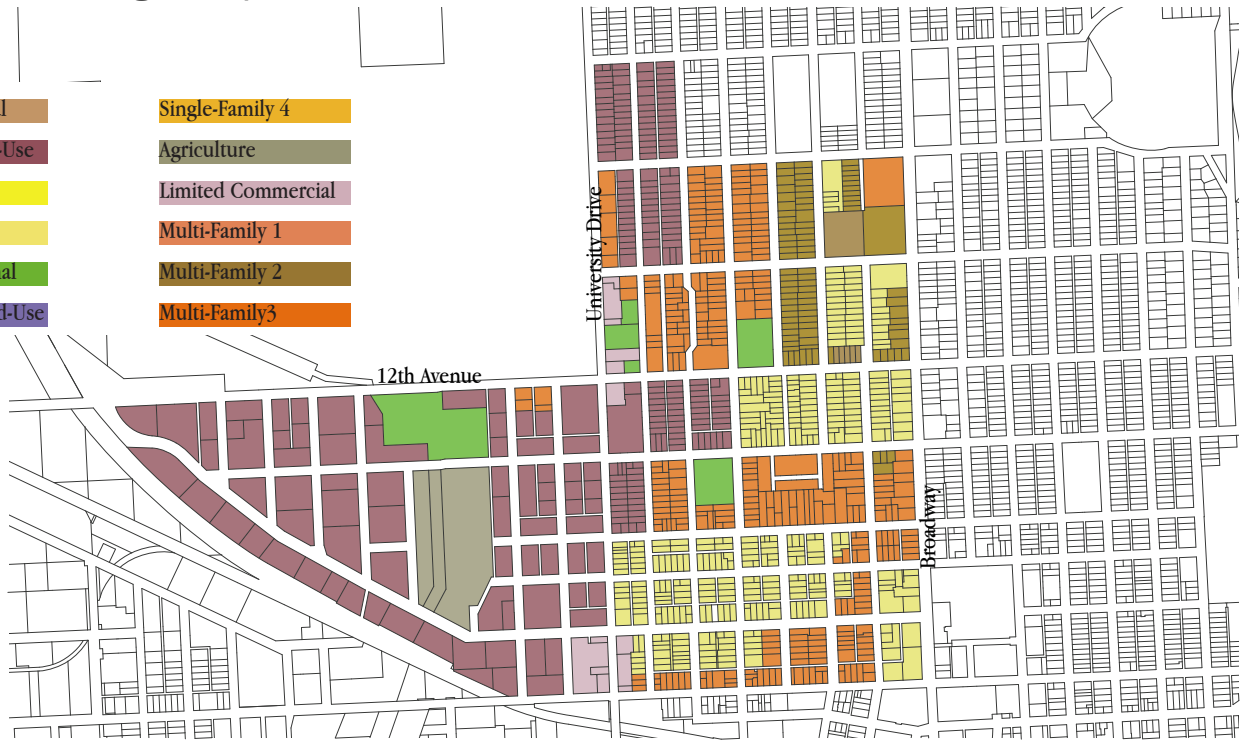 l
Single-Family 4
-Use
Agriculture
Limited Commercial
Multi-Family 1
al
Multi-Family 2
d-Use
Multi-Family3
University Drive
12th Avenue
Broadway